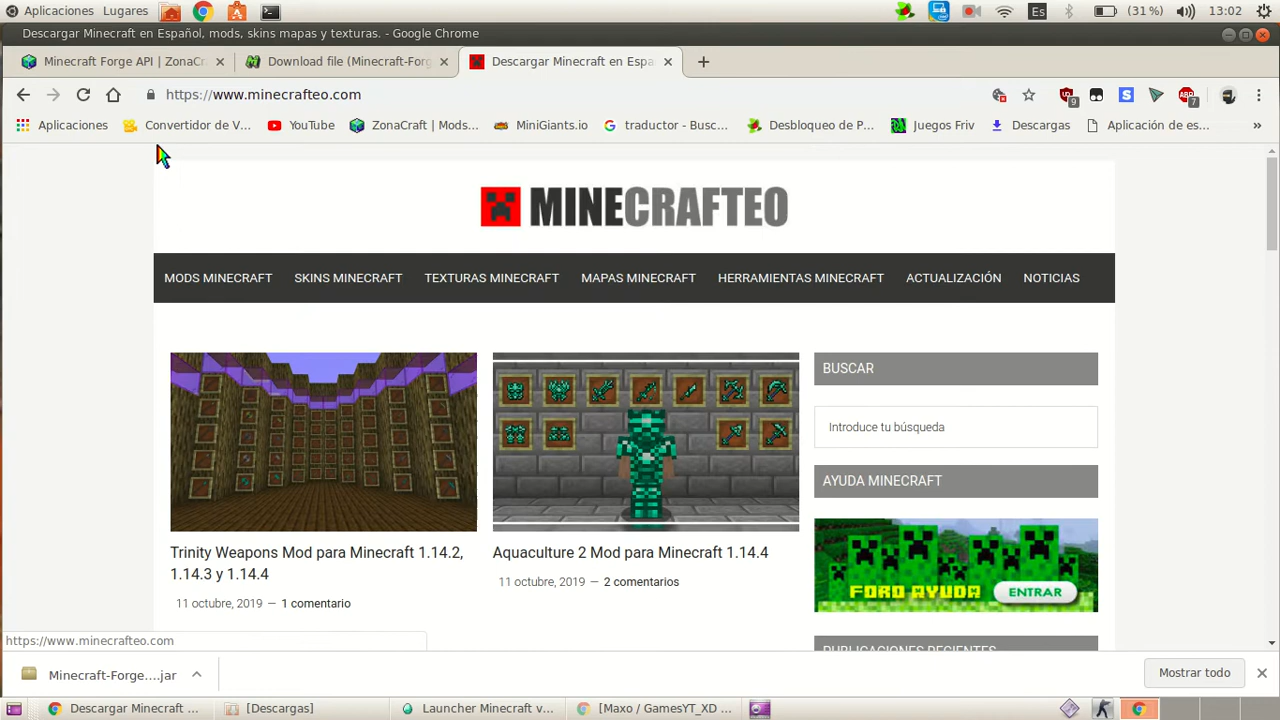 Aplicaciones Lugares Es (31 %) 13:02
Descargar Minecraft en Español, mods, skins mapas y texturas. - Google Chrome
Minecraft Forge API | ZonaCr Download file (Minecraft-Forg Descargar Minecraft en Espa
https://www.minecrafteo.com 9 S ABP 7
Aplicaciones Convertidor de V... YouTube ZonaCraft | Mods... MiniGiants.io traductor - Busc... Desbloqueo de P... Juegos Friv Descargas Aplicación de es... »
MINECRAFTEO
MODS MINECRAFT SKINS MINECRAFT TEXTURAS MINECRAFT MAPAS MINECRAFT HERRAMIENTAS MINECRAFT ACTUALIZACIÓN NOTICIAS
BUSCAR
Introduce tu búsqueda
AYUDA MINECRAFT
FORO AYUDA ENTRAR
Trinity Weapons Mod para Minecraft 1.14.2,
1.14.3 y 1.14.4
11 octubre, 2019 — 1 comentario
Aquaculture 2 Mod para Minecraft 1.14.4
11 octubre, 2019 — 2 comentarios
PUBLICACIONES RECIENTES
https://www.minecrafteo.com
Minecraft-Forge....jar Mostrar todo
Descargar Minecraft ... [Descargas] Launcher Minecraft v... [Maxo / GamesYT_XD ...